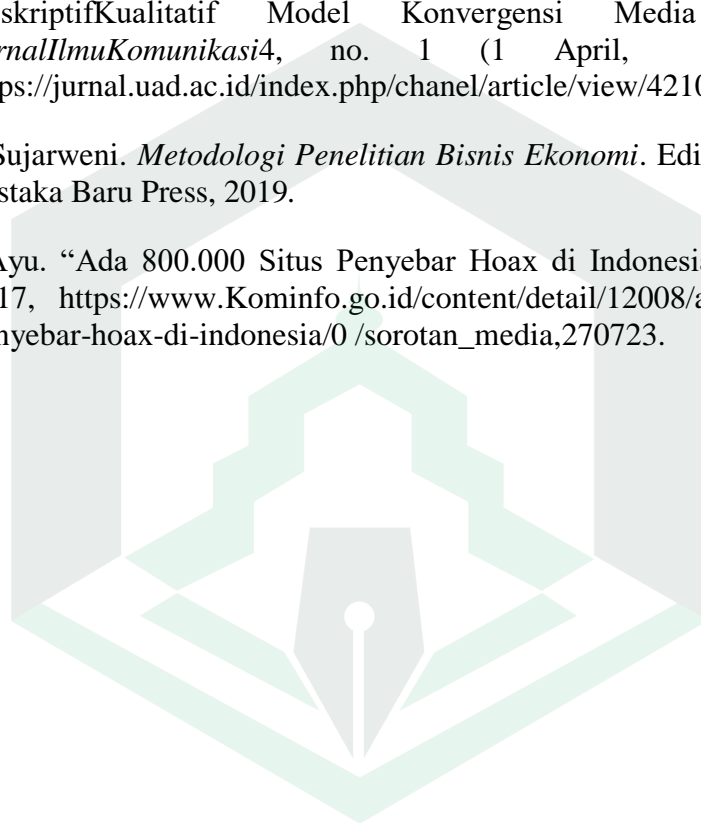 skriptifKualitatif Model Konvergensi Media
rnalIlmuKomunikasi4, no. 1 (1 April,
ps://jurnal.uad.ac.id/index.php/chanel/article/view/4210
Sujarweni. Metodologi Penelitian Bisnis Ekonomi. Edi
staka Baru Press, 2019.
Ayu. “Ada 800.000 Situs Penyebar Hoax di Indonesia
17, https://www.Kominfo.go.id/content/detail/12008/a
nyebar-hoax-di-indonesia/0 /sorotan_media,270723.